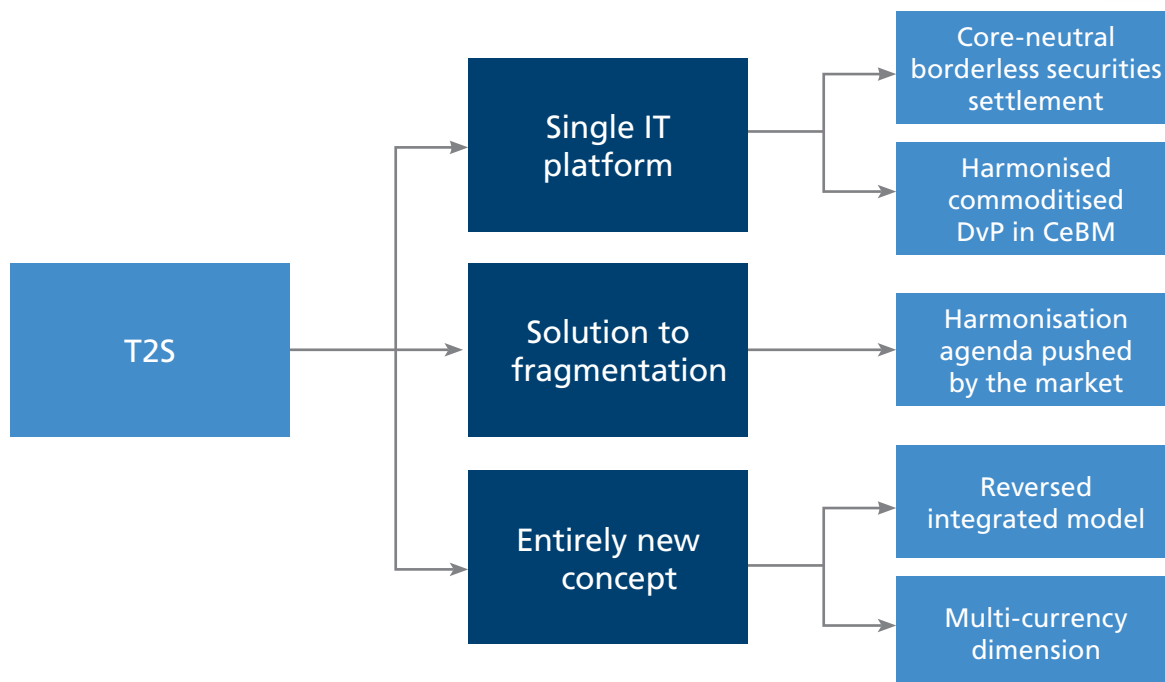 T2S
Single IT
platform
Solution to
fragmentation
Entirely new
concept
Core-neutral
borderless securities
settlement
Harmonised
commoditised
DvP in CeBM
Harmonisation
agenda pushed
by the market
Reversed
integrated model
Multi-currency
dimension